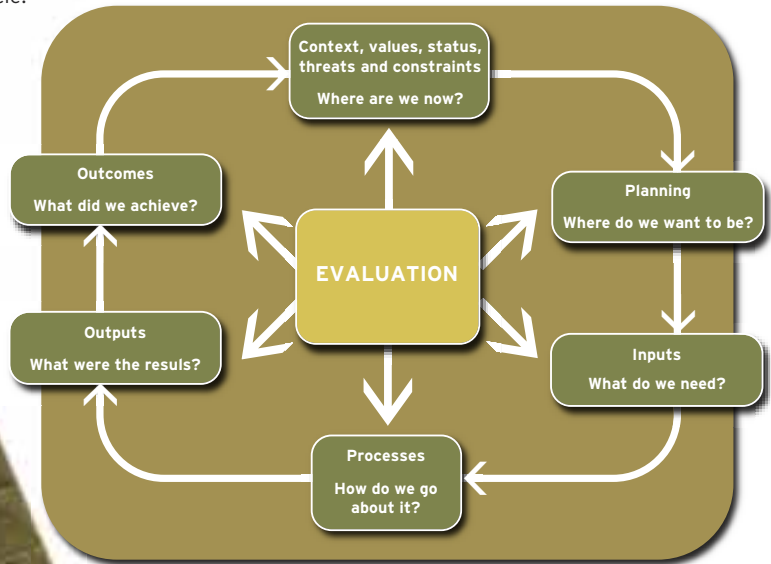 Context, values, status,
threats and constraints
Where are we now?
Outcomes
What did we achieve?
Planning
Where do we want to be?
EVALUATION
Outputs
What were the resuls?
Inputs
What do we need?
Processes
How do we go
about it?